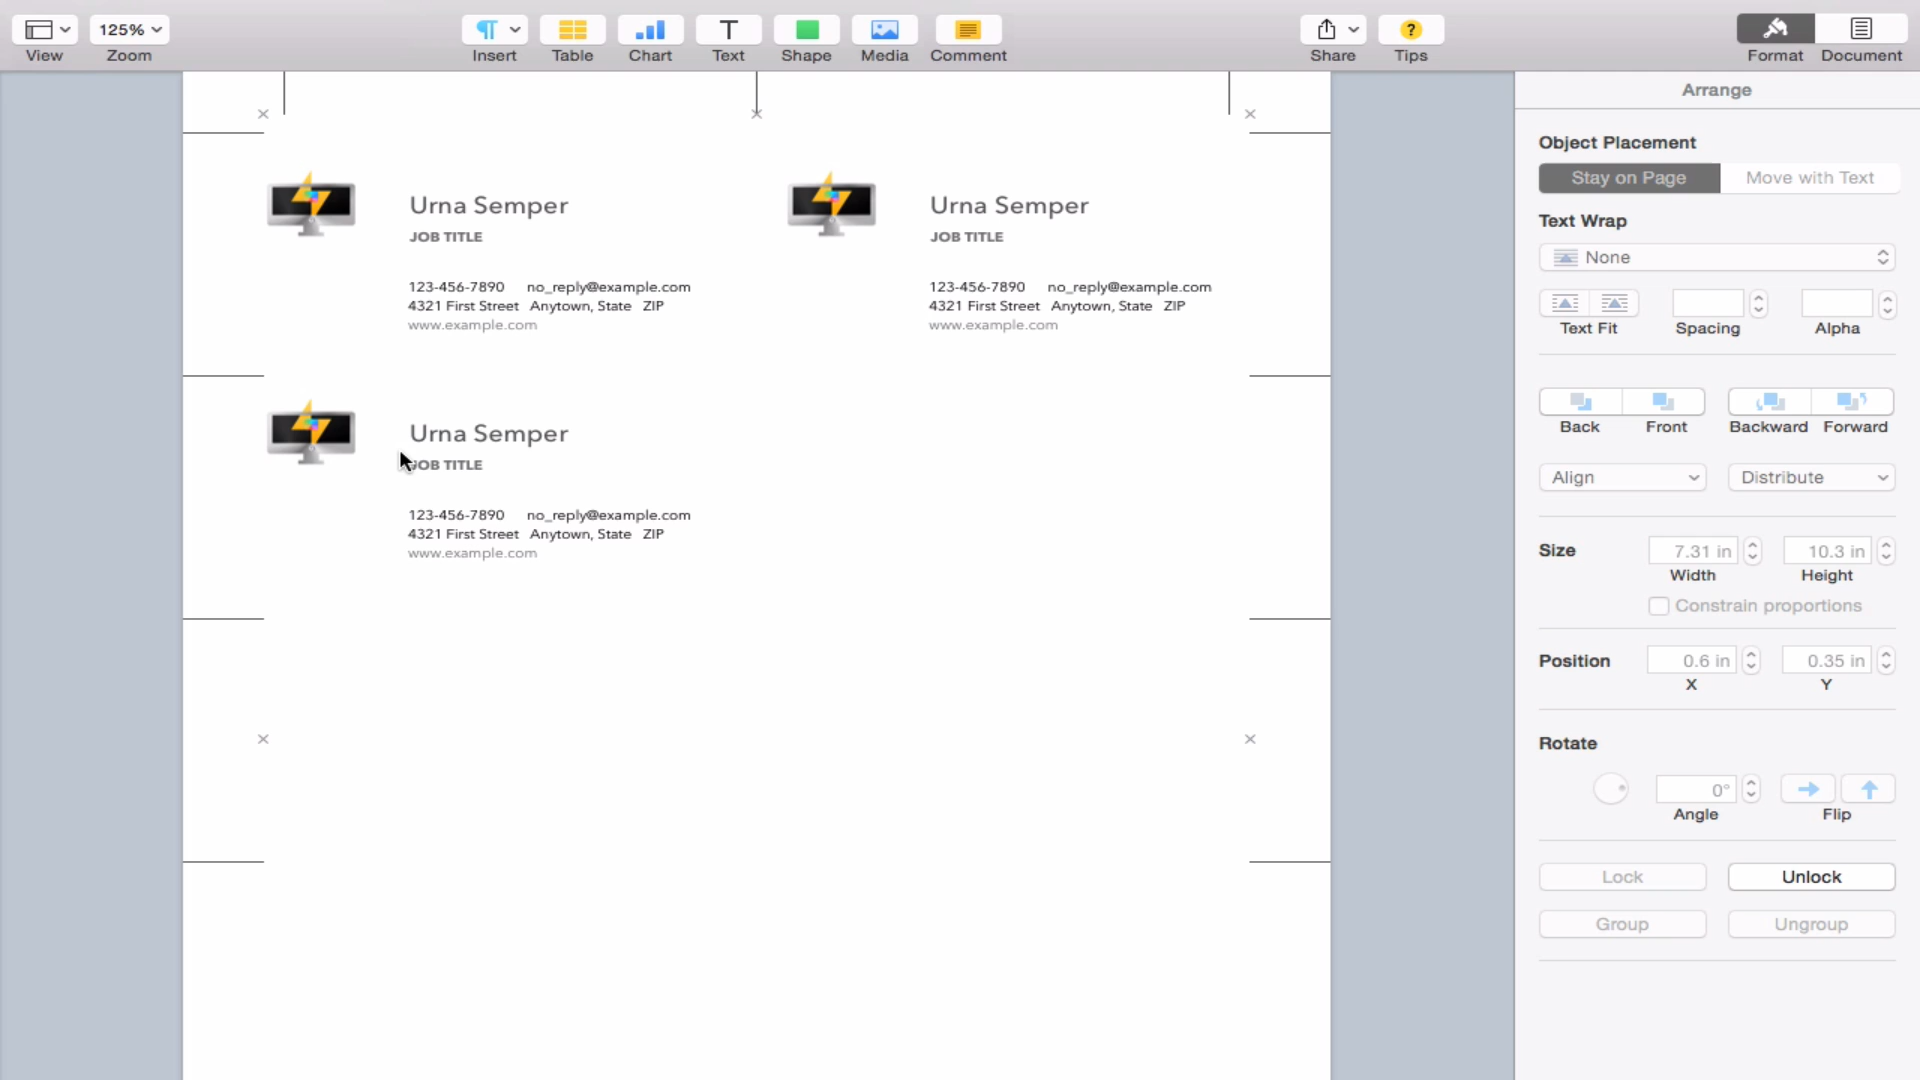 125%
View
Zoom
Insert
Table
Chart
T
Text
Shape
Media
Comment
Share
?
Tips
Format
Document
Urna Semper
JOB TITLE
123-456-7890 no_reply@example.com
4321 First Street Anytown, State ZIP
www.example.com
Urna Semper
JOB TITLE
123-456-7890 no_reply@example.com
4321 First Street Anytown, State ZIP
www.example.com
Urna Semper
JOB TITLE
123-456-7890 no_reply@example.com
4321 First Street Anytown, State ZIP
www.example.com
Arrange
Object Placement
Stay on Page
Move with Text
Text Wrap
None
Text Fit
Spacing
Alpha
Back
Front
Backward
Forward
Align
Distribute
Size
7.31 in
10.3 in
Width
Height
Constrain proportions
Position
0.6 in
0.35 in
X
Y
Rotate
0°
Angle
Flip
Lock
Unlock
Group
Ungroup